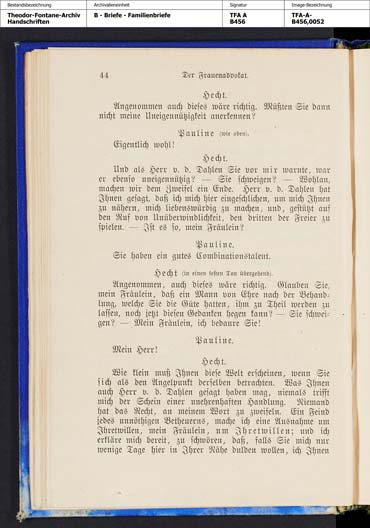 Bestandsbezeichnung
Theodor-Fontane-Archiv
Handschriften
Archivalieneinheit
B - Briefe - Familienbriefe
Signatur
TFA A
B456
Image-Bezeichnung
TFA-A-
B456,0052
44 Der Frauenadvokat.
Hecht.
Angenommen auch dieses wäre richtig. Müßten Sie dann
nicht meine Uneigennützigkeit anerkennen?
Pauline (wie oben).
Eigentlich wohl!
Hecht.
Und als Herr v. d. Dahlen Sie vor mir warnte, war
er ebenso uneigennützig? — Sie schweigen? — Wohlan,
machen wir dem Zweifel ein Ende. Herr v. d. Dahlen hat
Ihnen gesagt, daß ich mich hier eingeschlichen, um mich Ihnen
zu nähern, mich liebenswürdig zu machen, und, gestützt auf
den Ruf von Unüberwindlichkeit, den dritten der Freier zu
spielen. — Ist es so, mein Fräulein?
Pauline.
Sie haben ein gutes Combinationstalent.
Hecht (in einen festen Ton übergehend).
Angenommen, auch dieses wäre richtig. Glauben Sie,
mein Fräulein, daß ein Mann von Ehre nach der Behand-
lung, welche Sie die Güte hatten, ihm zu Theil werden zu
lassen, noch jetzt diesen Gedanken hegen kann? — Sie schwei-
gen? — Mein Fräulein, ich bedaure Sie!
Pauline.
Mein Herr!
Hecht.
Wie klein muß Ihnen diese Welt erscheinen, wenn Sie
sich als den Angelpunkt derselben betrachten. Was Ihnen
auch Herr v. d. Dahlen gesagt haben mag, niemals trifft
mich der Schein einer unehrenhaften Handlung. Niemand
hat das Recht, an meinem Wort zu zweifeln. Ein Feind
jedes unnöthigen Betheuerns, mache ich eine Ausnahme um
Ihretwillen, mein Fräulein, um Ihretwillen; und ich
erkläre mich bereit, zu schwören, daß, falls Sie mich nur
wenige Tage hier in Ihrer Nähe dulden wollen, ich Ihnen